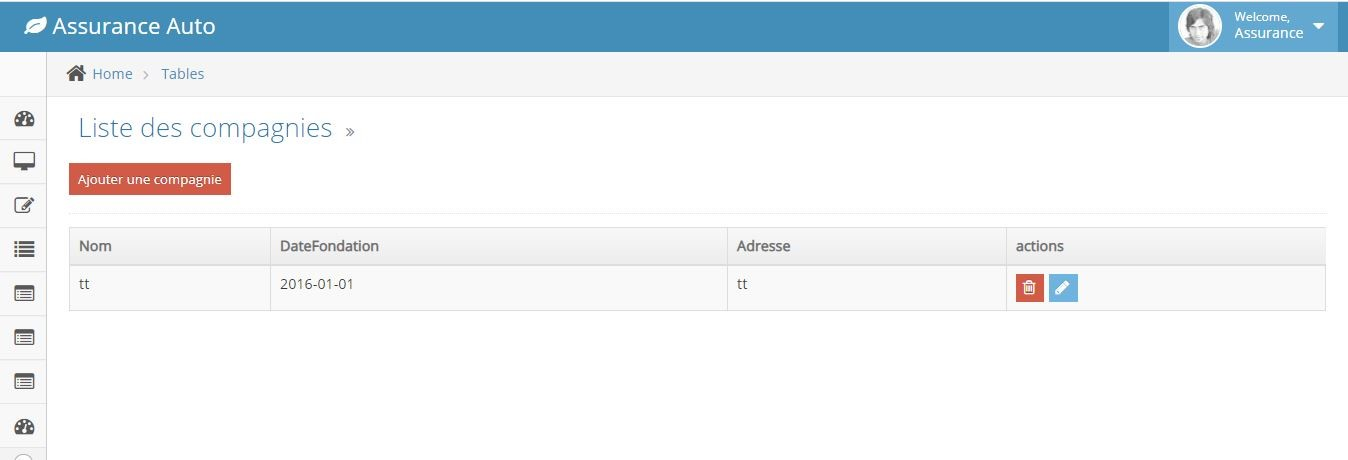 Assurance Auto
Welcome,
Assurance
Home
Tables
Liste des compagnies »
Ajouter une compagnie
Nom DateFondation Adresse actions
tt 2016-01-01 tt